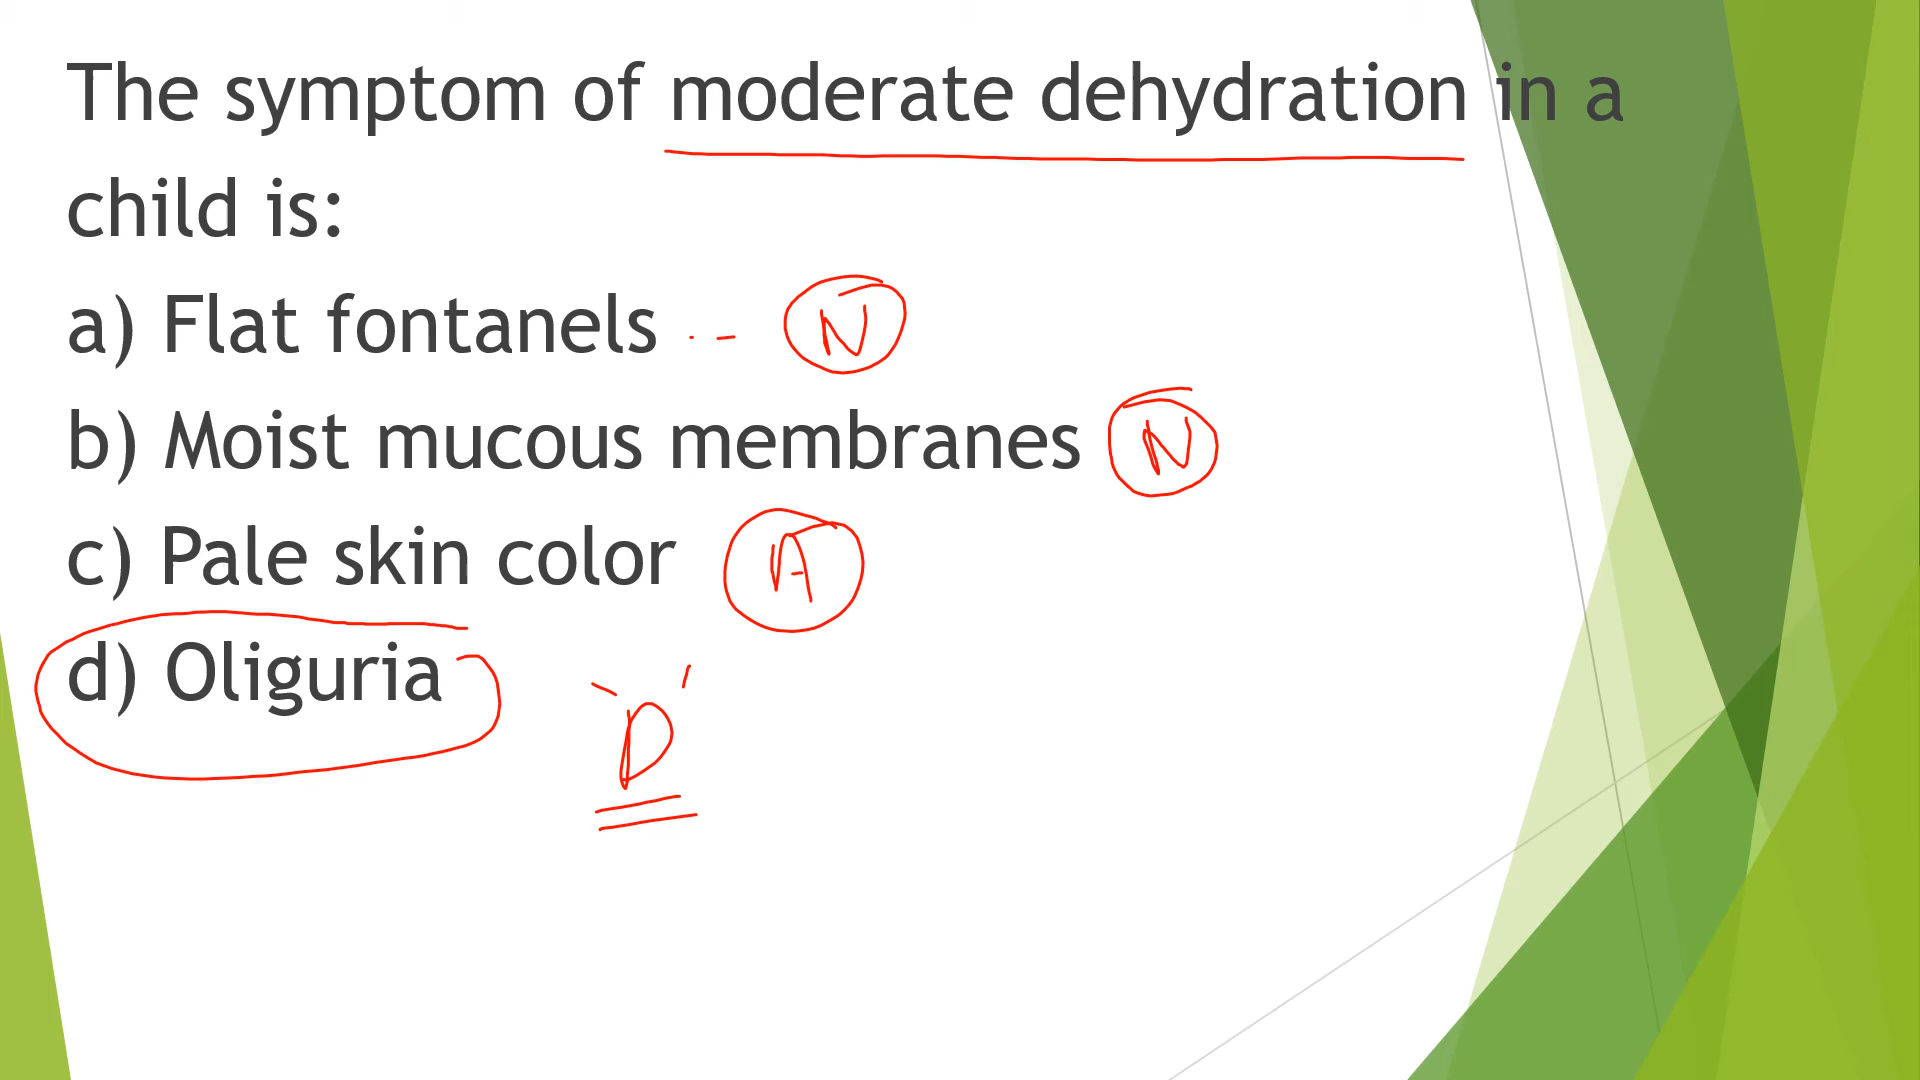 The symptom of moderate dehydration in a
child is:
a) Flat fontanels -- N
b) Moist mucous membranes N
c) Pale skin color A
d) Oliguria
D